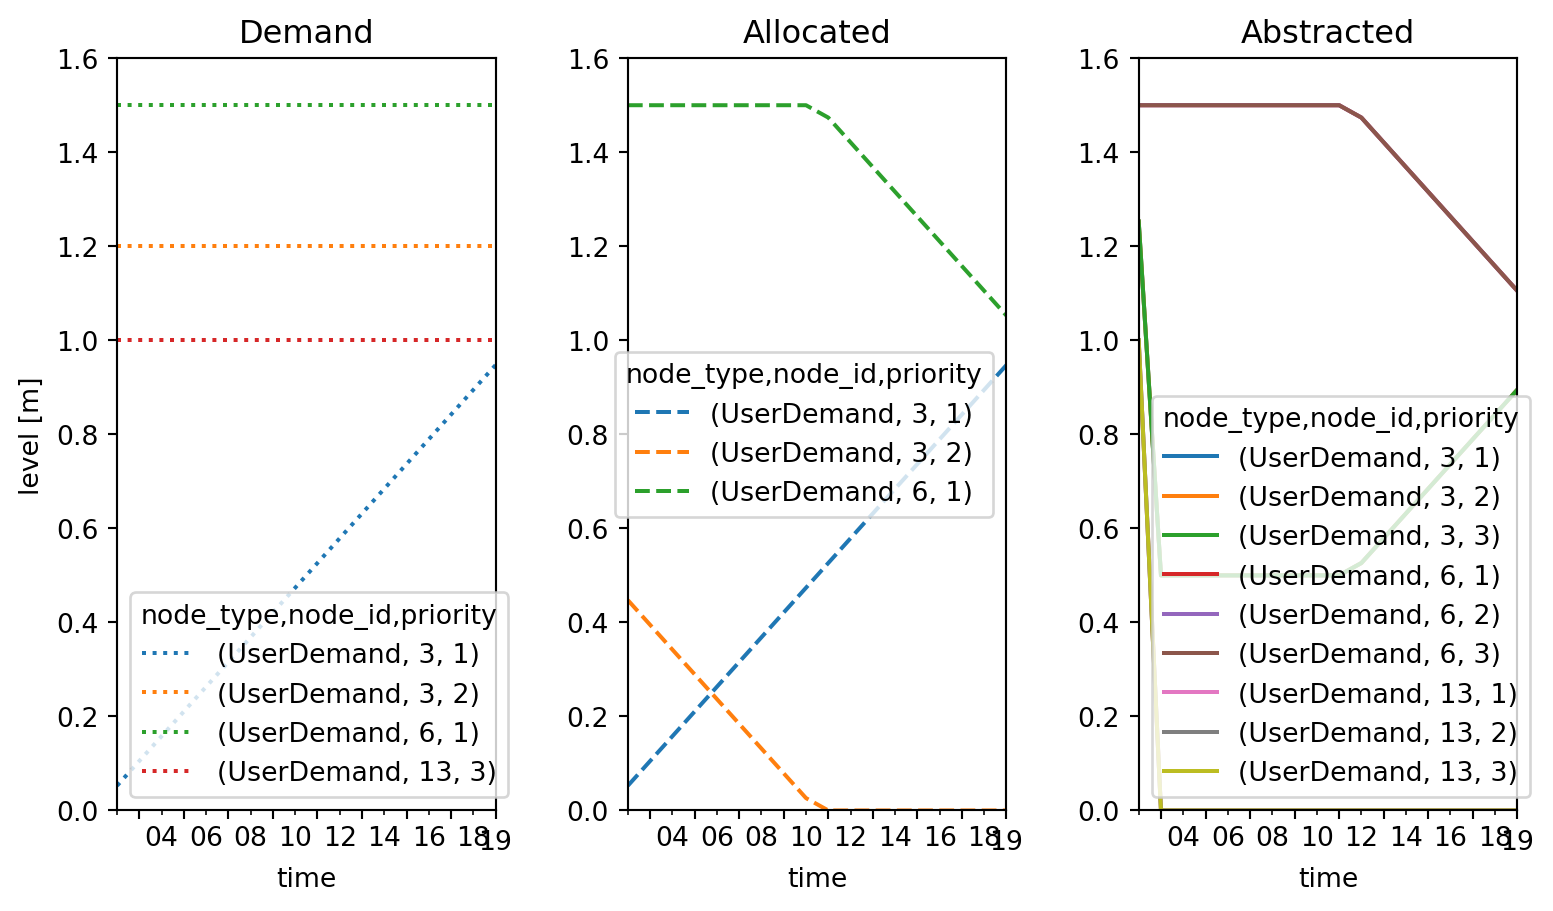 Demand
level [m]
1.6
1.4
1.2
1.0
0.8
0.6
0.4
0.2
0.0
node_type,node_id,priority
(UserDemand, 3, 1)
(UserDemand, 3, 2)
(UserDemand, 6, 1)
(UserDemand, 13, 3)
04 06 08 10 12 14 16 18 19
time
Allocated
1.6
1.4
1.2
1.0
0.8
0.6
0.4
0.2
0.0
node_type,node_id,priority
(UserDemand, 3, 1)
(UserDemand, 3, 2)
(UserDemand, 6, 1)
04 06 08 10 12 14 16 18 19
time
Abstracted
1.6
1.4
1.2
1.0
0.8
0.6
0.4
0.2
0.0
node_type,node_id,priority
(UserDemand, 3, 1)
(UserDemand, 3, 2)
(UserDemand, 3, 3)
(UserDemand, 6, 1)
(UserDemand, 6, 2)
(UserDemand, 6, 3)
(UserDemand, 13, 1)
(UserDemand, 13, 2)
(UserDemand, 13, 3)
04 06 08 10 12 14 16 18 19
time